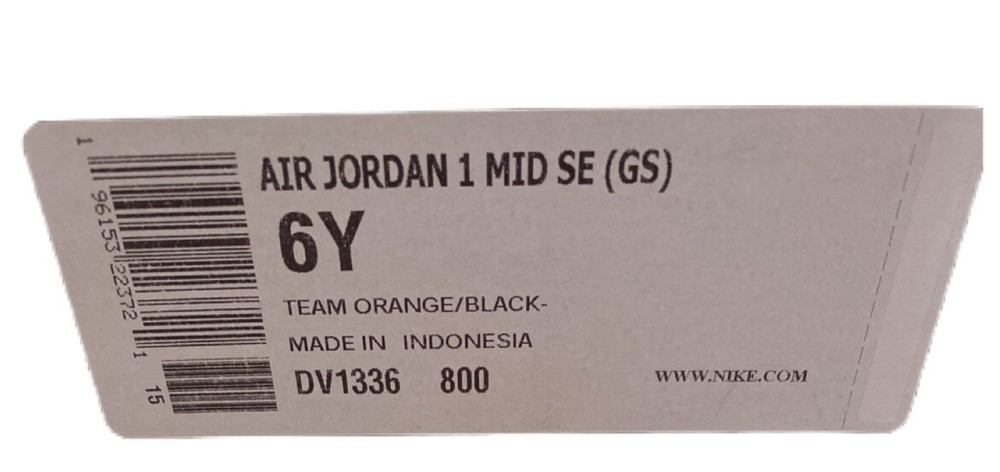 AIR JORDAN 1 MID SE (GS)
6Y
TEAM ORANGE/BLACK-
MADE IN INDONESIA
DV1336 800
WWW.NIKE.COM
1 96153 22372 1
15